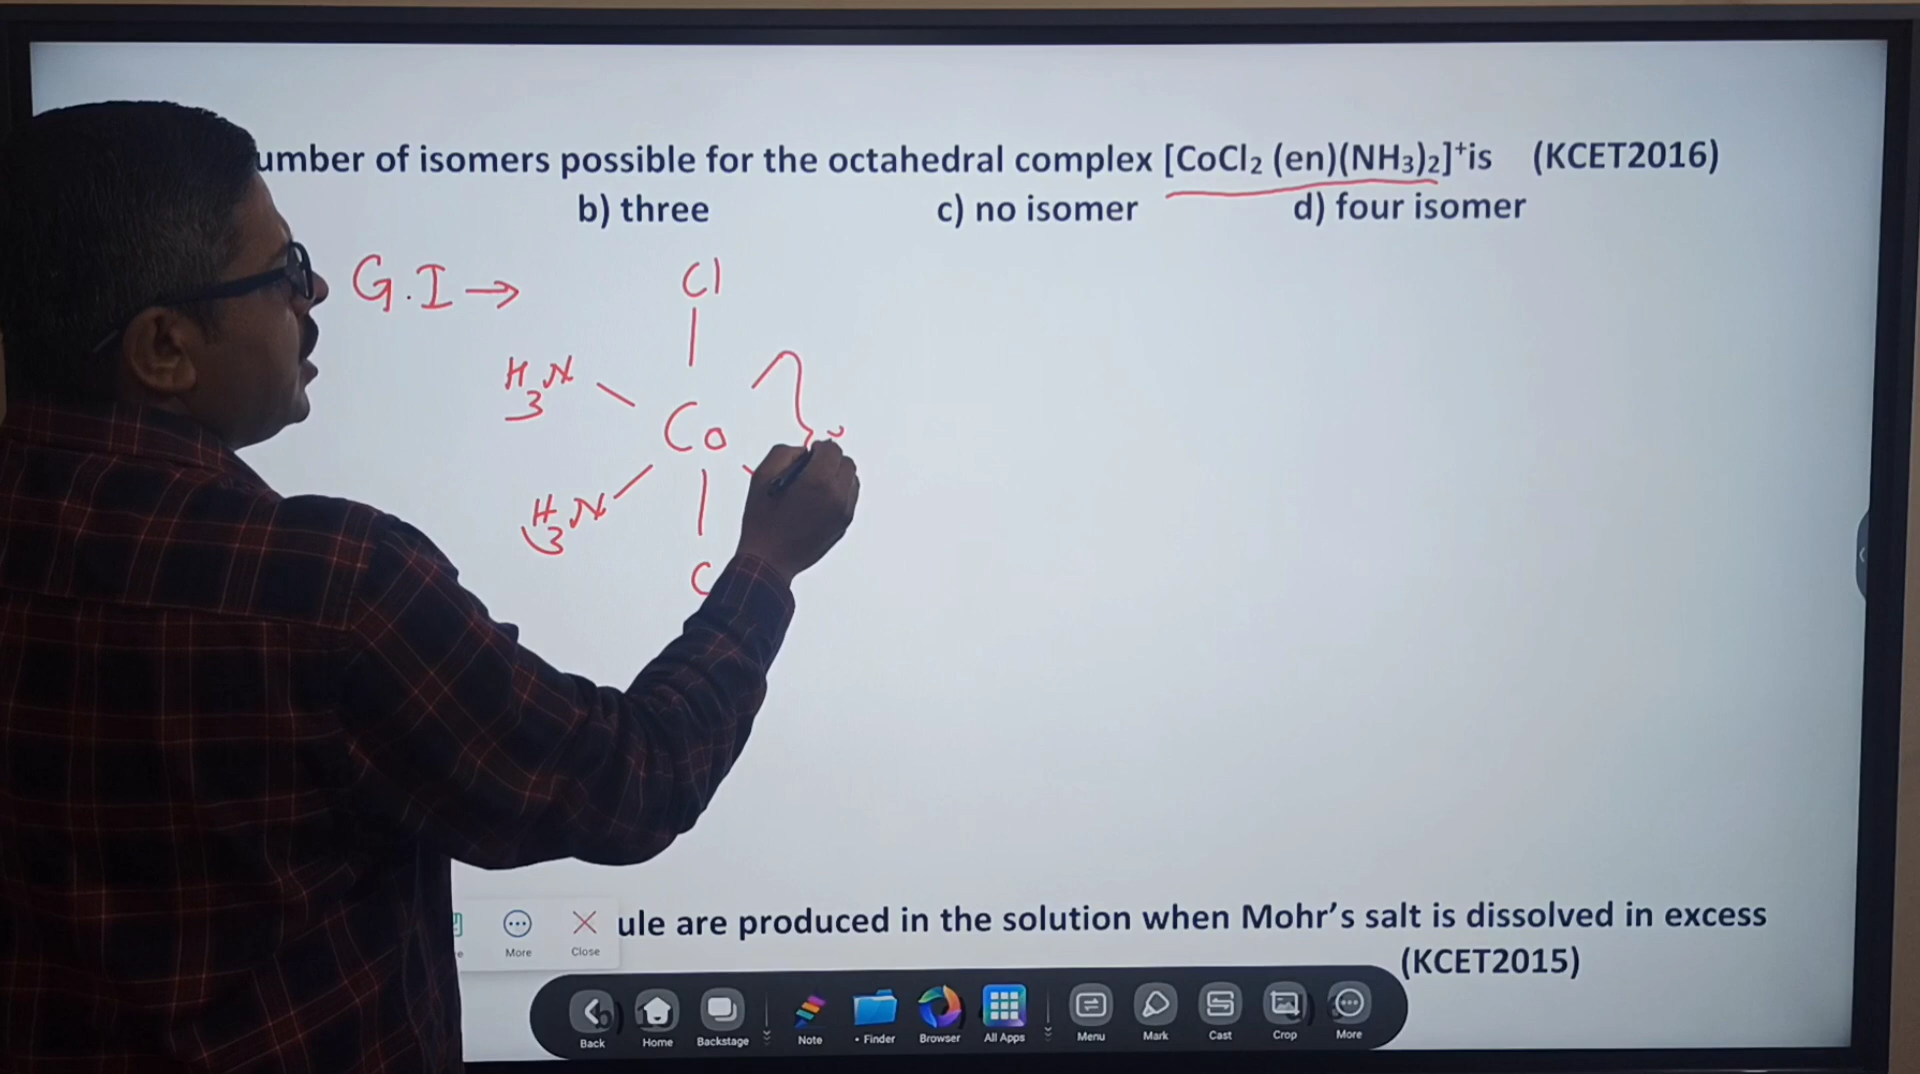 umber of isomers possible for the octahedral complex [CoCl₂ (en)(NH₃)₂]⁺is (KCET2016)
b) three c) no isomer d) four isomer
G.I → Cl
H₃N
Co
H₃N
ule are produced in the solution when Mohr's salt is dissolved in excess
(KCET2015)
More Close
Back Home Backstage Note • Finder Browser All Apps Menu Mark Cast Crop More